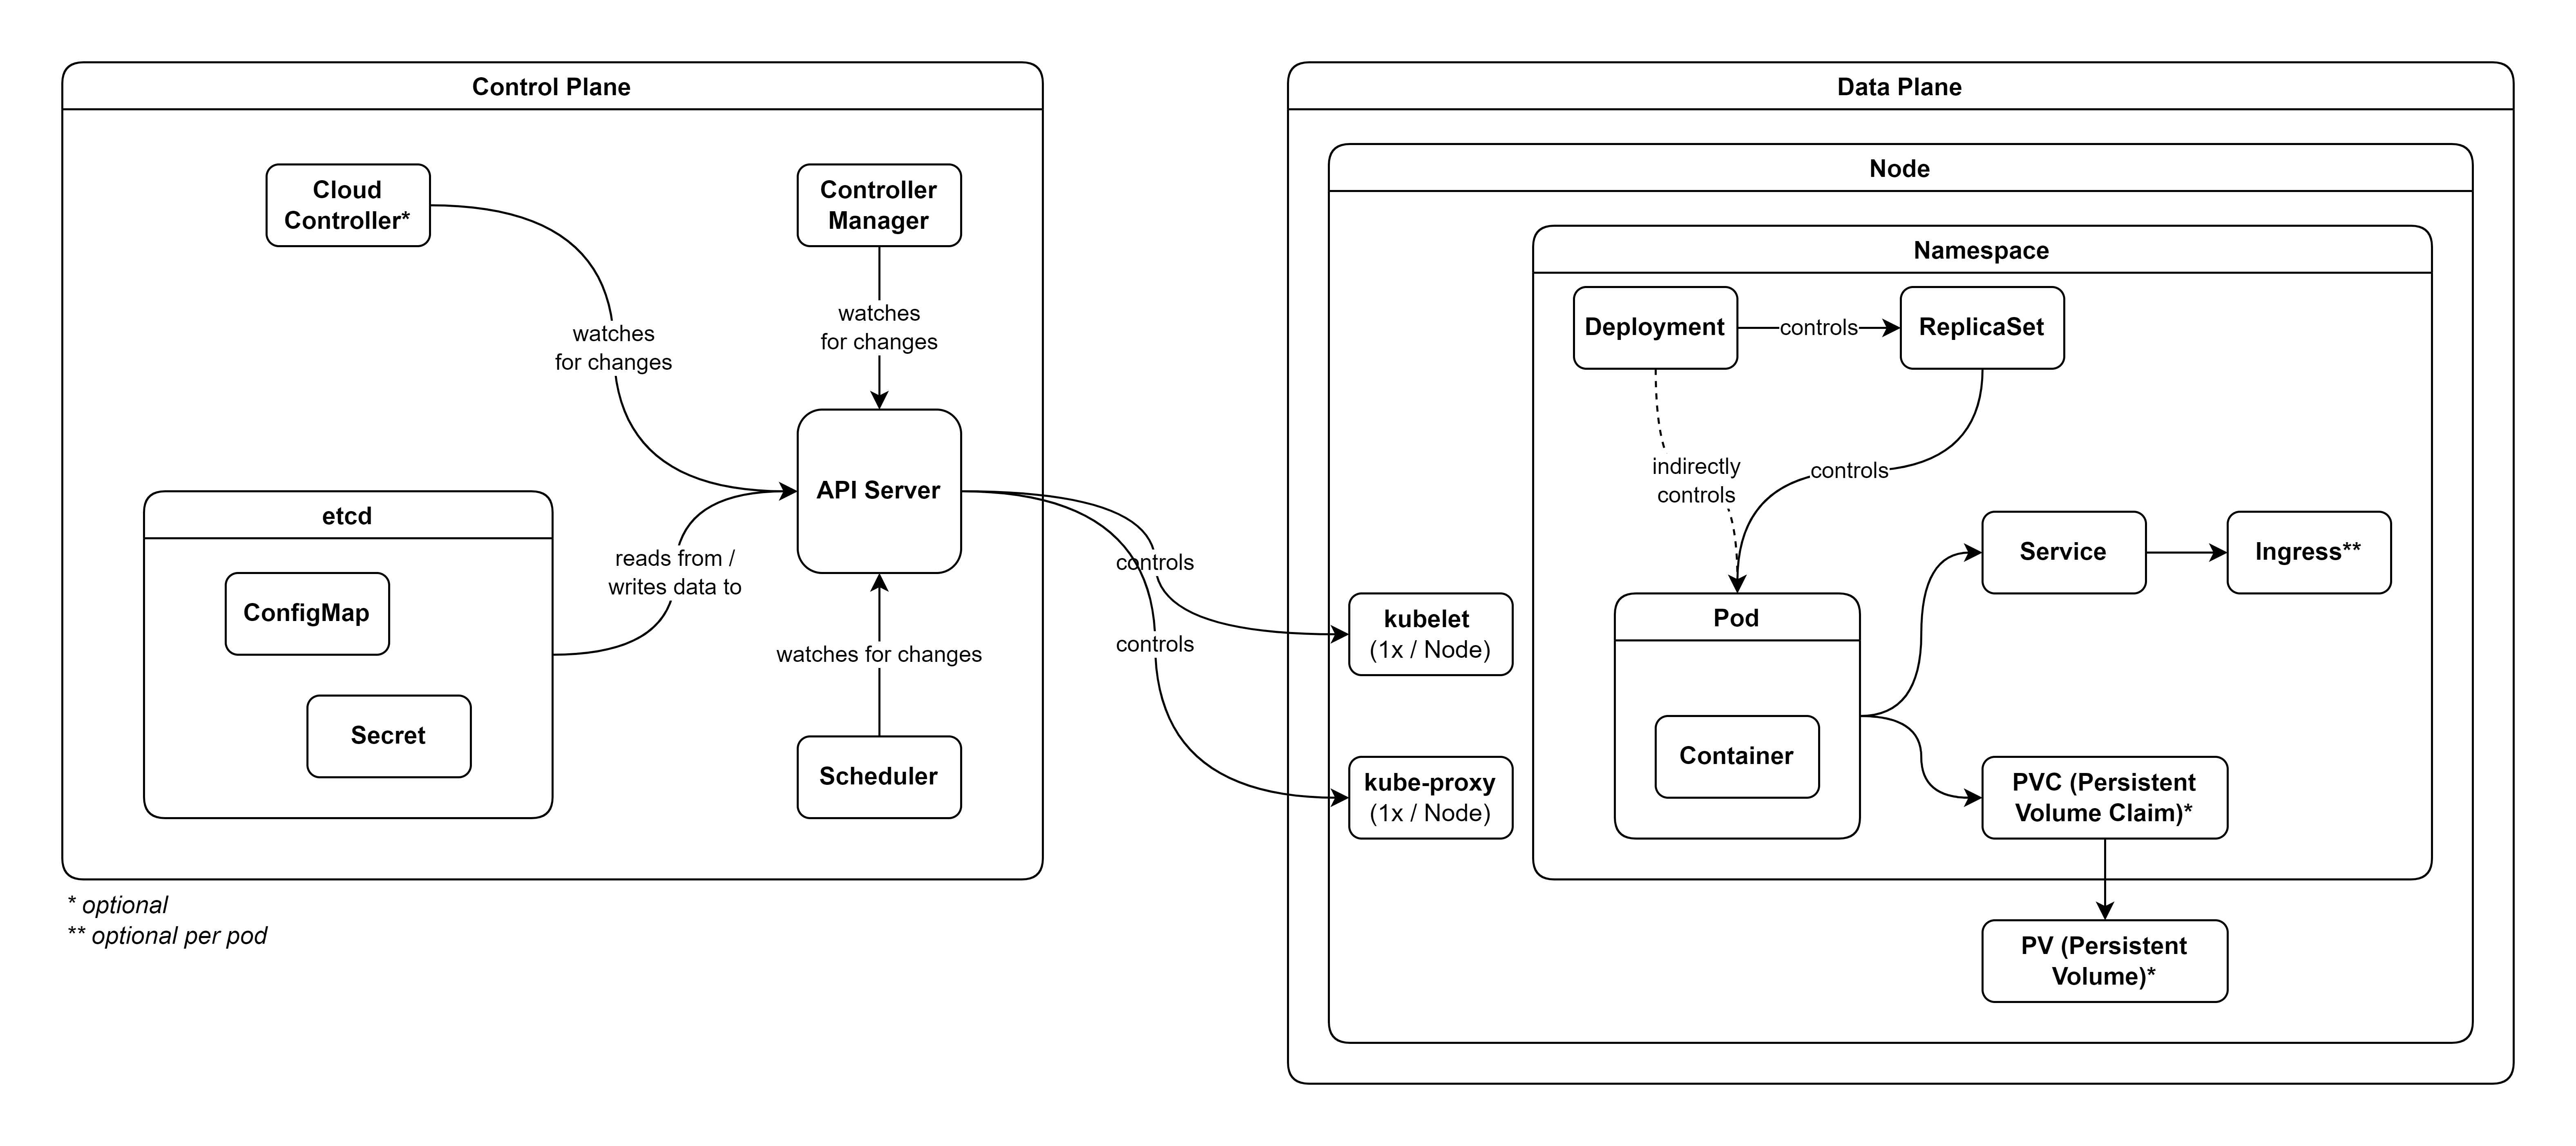 Control Plane
Cloud
Controller*
Controller
Manager
watches
for changes
watches
for changes
API Server
etcd
ConfigMap
Secret
reads from /
writes data to
watches for changes
Scheduler
* optional
** optional per pod
controls
controls
Data Plane
Node
kubelet
(1x / Node)
kube-proxy
(1x / Node)
Namespace
Deployment
controls
ReplicaSet
indirectly
controls
controls
Pod
Container
Service
Ingress**
PVC (Persistent
Volume Claim)*
PV (Persistent
Volume)*